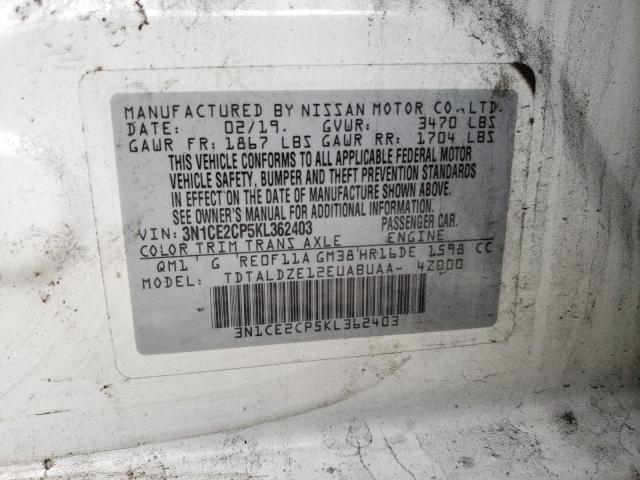 MANUFACTURED BY NISSAN MOTOR CO.,LTD.
DATE: 02/19. GVWR: 3470 LBS
GAWR FR: 1867 LBS GAWR RR: 1704 LBS
THIS VEHICLE CONFORMS TO ALL APPLICABLE FEDERAL MOTOR
VEHICLE SAFETY, BUMPER AND THEFT PREVENTION STANDARDS
IN EFFECT ON THE DATE OF MANUFACTURE SHOWN ABOVE.
SEE OWNER'S MANUAL FOR ADDITIONAL INFORMATION.
VIN: 3N1CE2CP5KL362403 PASSENGER CAR.
COLOR TRIM TRANS AXLE ENGINE
QM1' G 'RE0F11A GM38'HR16DE 1598 CC
MODEL: TDTALDZE12EUABUAA- 4Z000
3N1CE2CP5KL362403